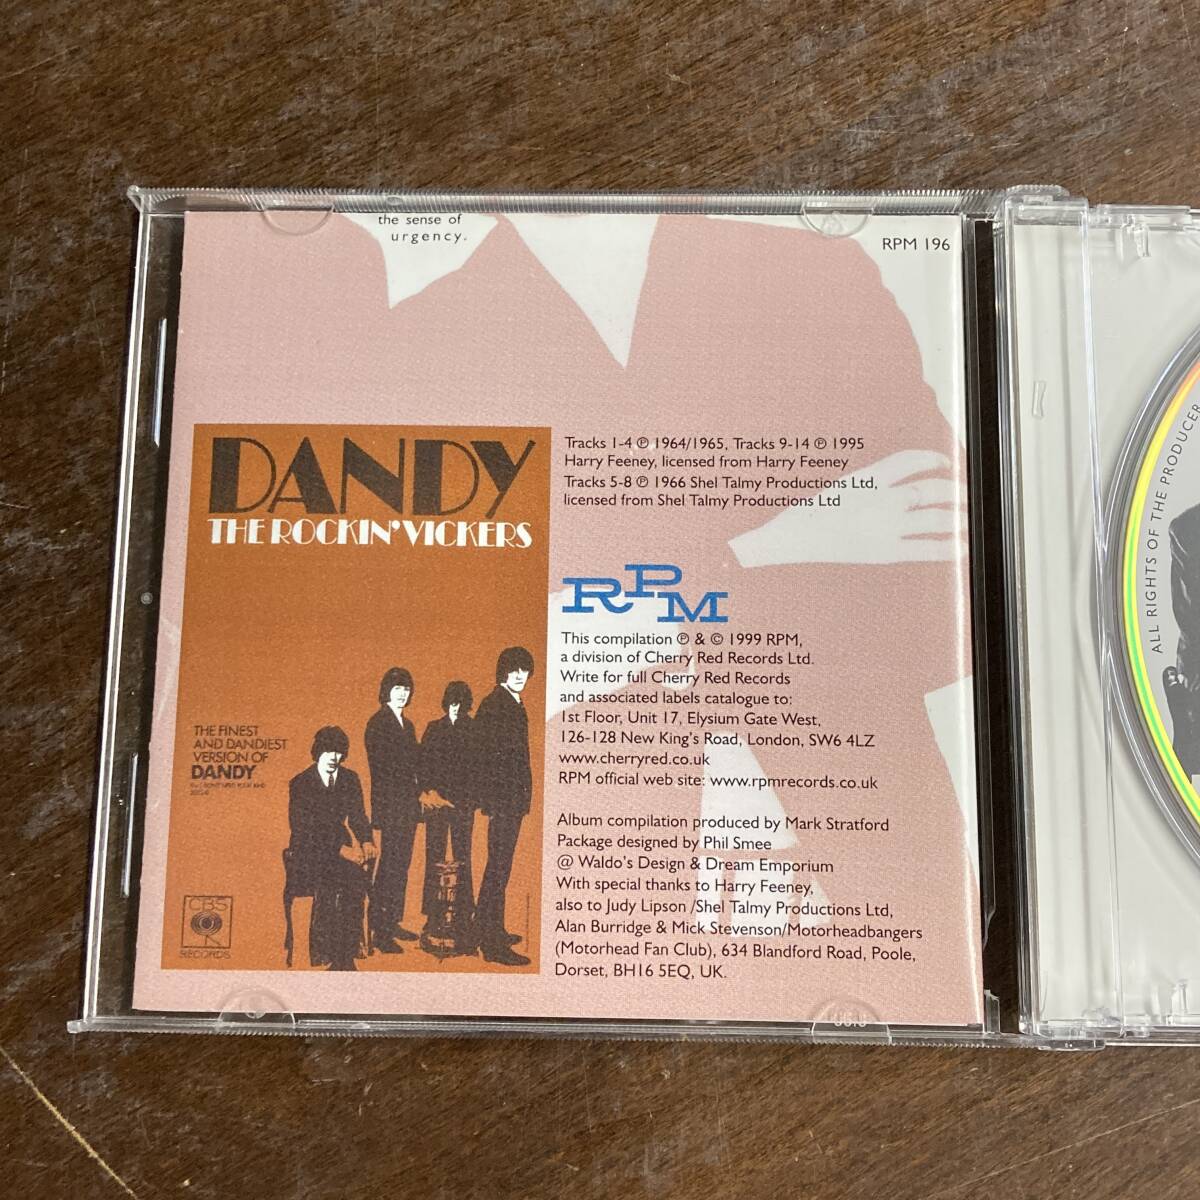 the sense of
urgency.
RPM 196
DANDY
THE ROCKIN' VICKERS
THE FINEST
AND DANDIEST
VERSION OF
DANDY
CBS
RECORDS
Tracks 1-4 ℗ 1964/1965, Tracks 9-14 ℗ 1995
Harry Feeney, licensed from Harry Feeney
Tracks 5-8 ℗ 1966 Shel Talmy Productions Ltd,
licensed from Shel Talmy Productions Ltd
RPM
This compilation ℗ & © 1999 RPM,
a division of Cherry Red Records Ltd.
Write for full Cherry Red Records
and associated labels catalogue to:
1st Floor, Unit 17, Elysium Gate West,
126-128 New King's Road, London, SW6 4LZ
www.cherryred.co.uk
RPM official web site: www.rpmrecords.co.uk
Album compilation produced by Mark Stratford
Package designed by Phil Smee
@ Waldo's Design & Dream Emporium
With special thanks to Harry Feeney,
also to Judy Lipson /Shel Talmy Productions Ltd,
Alan Burridge & Mick Stevenson/Motorheadbangers
(Motorhead Fan Club), 634 Blandford Road, Poole,
Dorset, BH16 5EQ, UK.
ALL RIGHTS OF THE PRODUCER